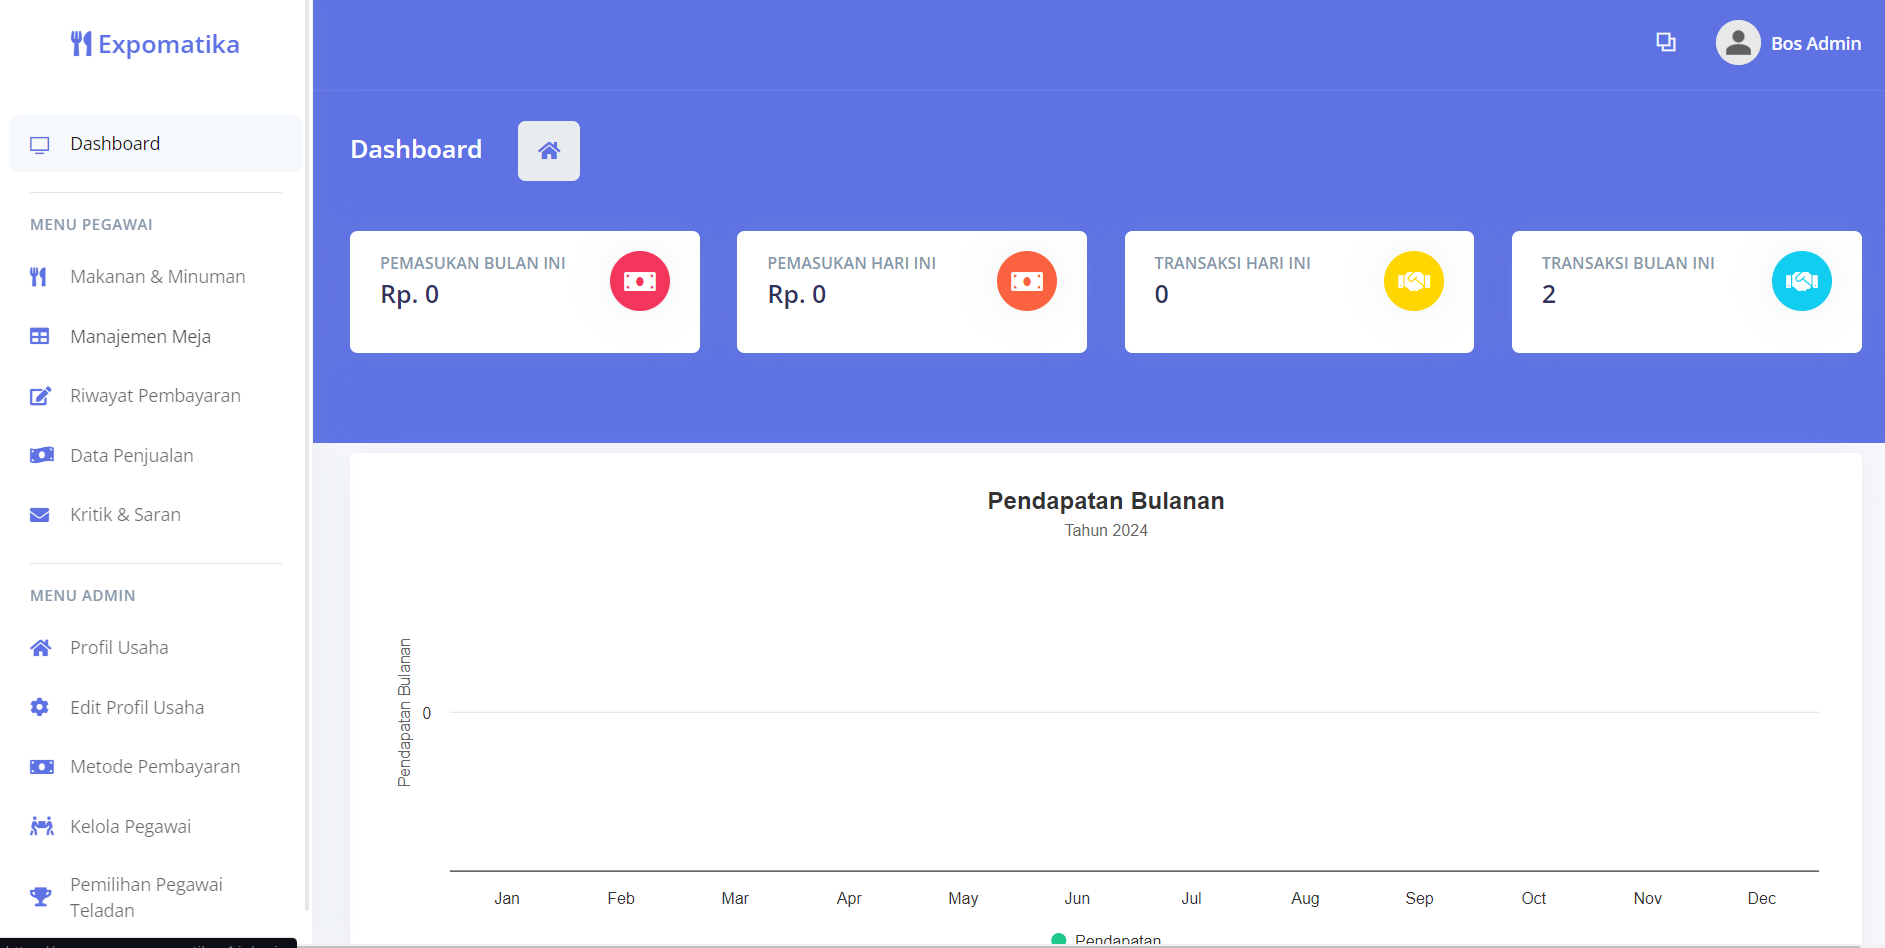 Expomatika
Bos Admin
Dashboard
MENU PEGAWAI
Makanan & Minuman
Manajemen Meja
Riwayat Pembayaran
Data Penjualan
Kritik & Saran
MENU ADMIN
Profil Usaha
Edit Profil Usaha
Metode Pembayaran
Kelola Pegawai
Pemilihan Pegawai
Teladan
Dashboard
PEMASUKAN BULAN INI
Rp. 0
PEMASUKAN HARI INI
Rp. 0
TRANSAKSI HARI INI
0
TRANSAKSI BULAN INI
2
Pendapatan Bulanan
Tahun 2024
Pendapatan Bulanan
0
Jan Feb Mar Apr May Jun Jul Aug Sep Oct Nov Dec
Pendapatan